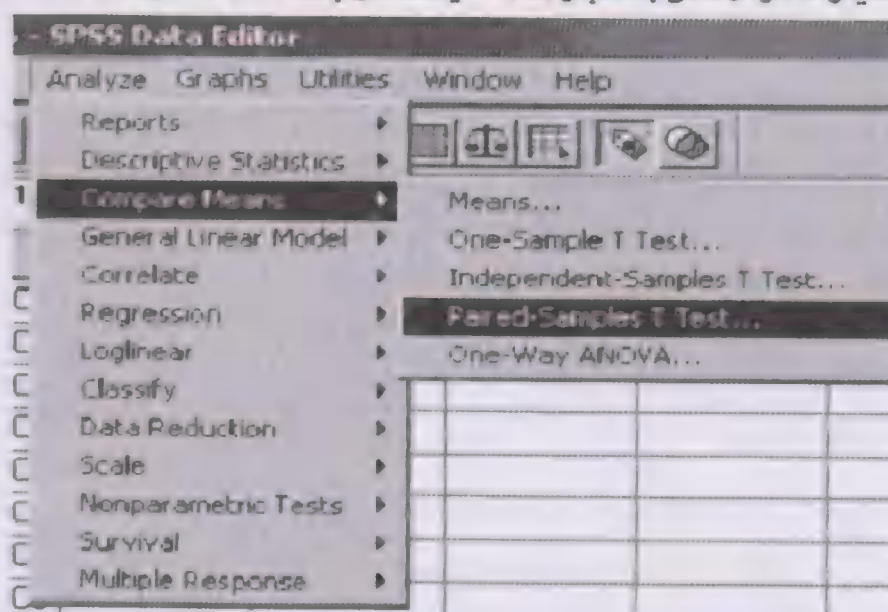 - SPSS Data Editor
Analyze Graphs Utilities Window Help
Reports
Descriptive Statistics
1
Compare Means
General Linear Model
Correlate
Regression
Loglinear
Classify
Data Reduction
Scale
Nonparametric Tests
Survival
Multiple Response
Means...
One-Sample T Test...
Independent-Samples T Test...
Paired-Samples T Test...
One-Way ANOVA...